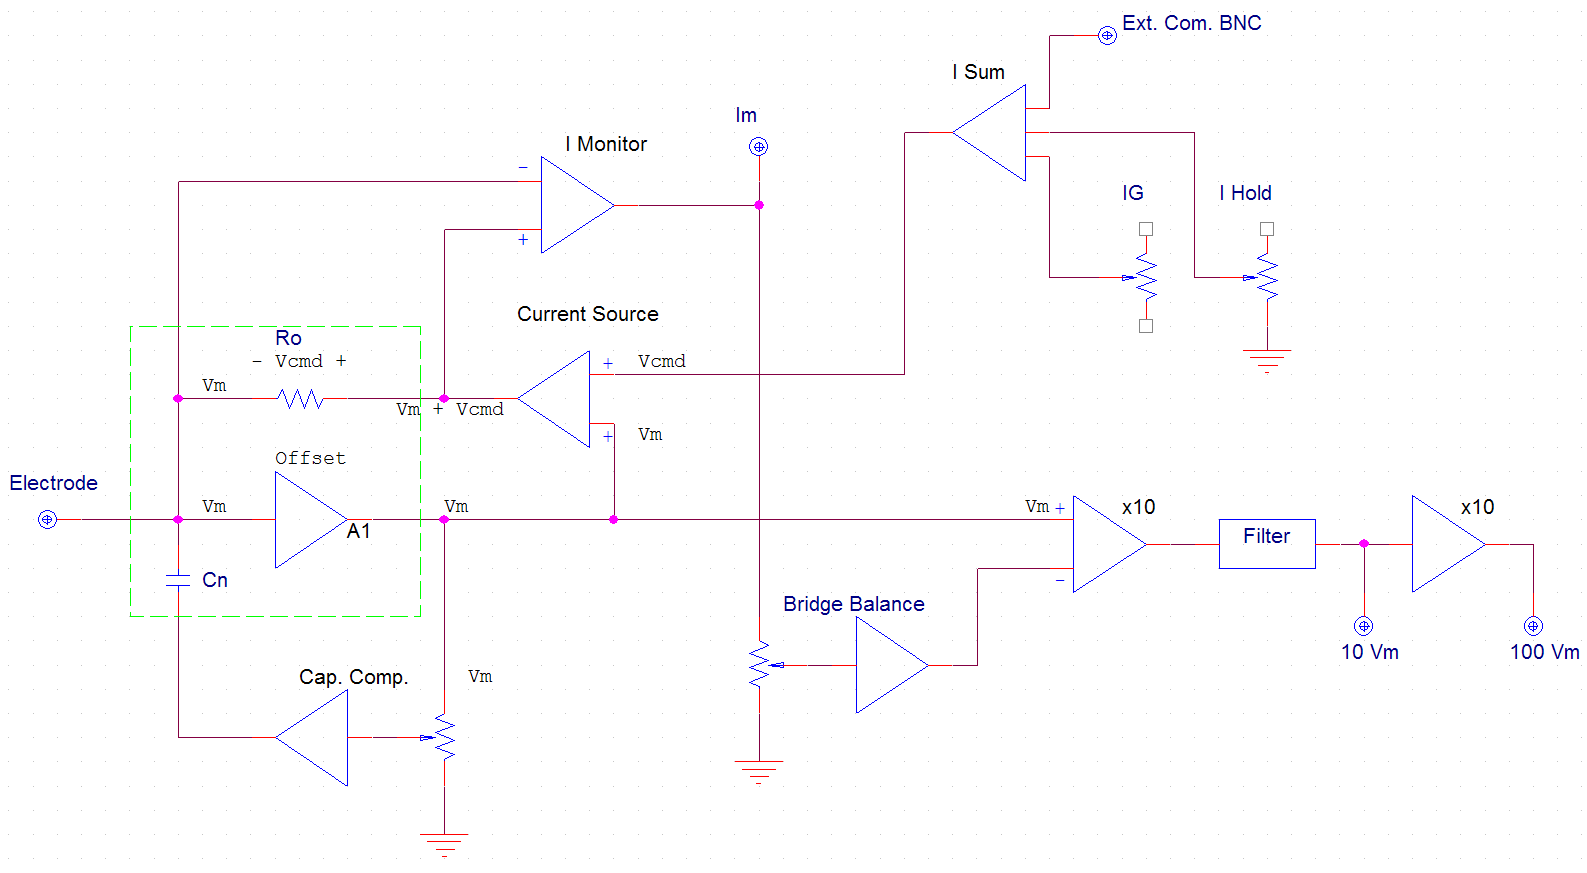 Ext. Com. BNC
I Sum
Im
I Monitor
−
+
IG
I Hold
Current Source
Ro
− Vcmd +
+
Vcmd
Vm
Vm + Vcmd
+
Vm
Offset
Electrode
Vm
A1
Vm
Vm +
x10
x10
Filter
−
Cn
Bridge Balance
10 Vm
100 Vm
Cap. Comp.
Vm